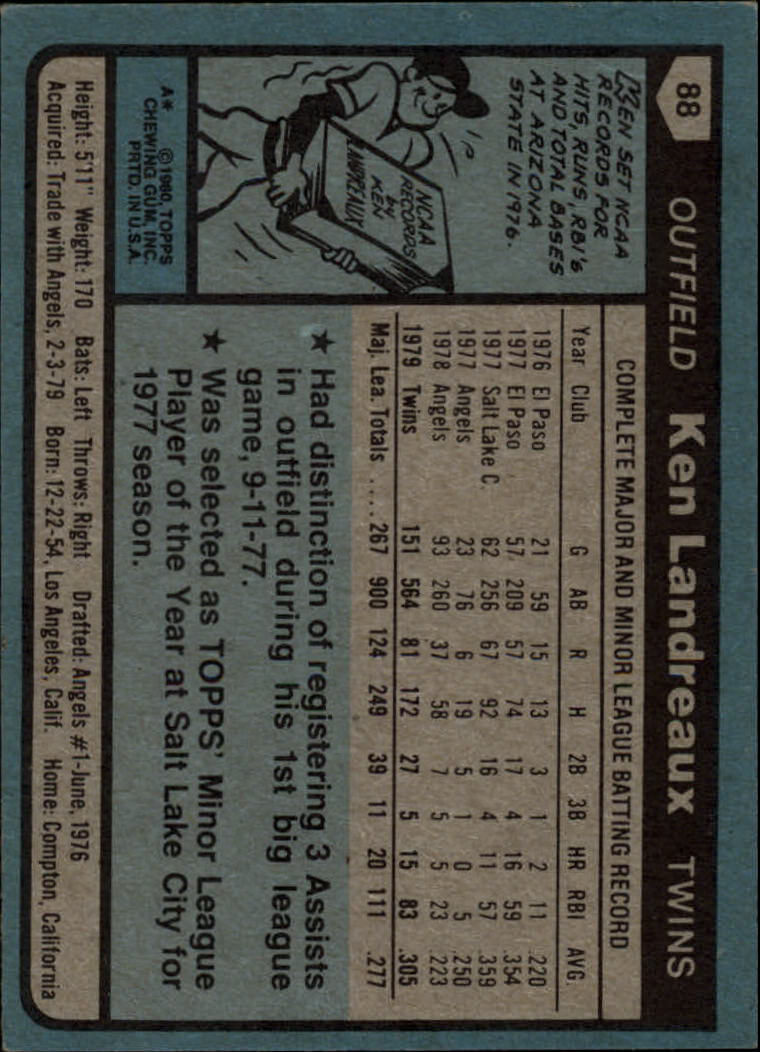 88 OUTFIELD Ken Landreaux TWINS
KEN SET NCAA
RECORDS FOR
HITS, RUNS, RBI'S
AND TOTAL BASES
AT ARIZONA
STATE IN 1976.
NCAA
RECORDS
BY
KEN
LANDREAUX
A* ©1980, TOPPS
CHEWING GUM, INC.
PRTD. IN U.S.A.
COMPLETE MAJOR AND MINOR LEAGUE BATTING RECORD
Year Club G AB R H 2B 3B HR RBI AVG.
1976 El Paso 21 59 15 13 3 1 2 11 .220
1977 El Paso 57 209 57 74 17 4 16 59 .354
1977 Salt Lake C. 62 256 67 92 16 4 11 57 .359
1977 Angels 23 76 6 19 5 1 0 5 .250
1978 Angels 93 260 37 58 7 5 5 23 .223
1979 Twins 151 564 81 172 27 5 15 83 .305
Maj. Lea. Totals .... 267 900 124 249 39 11 20 111 .277
★ Had distinction of registering 3 Assists
in outfield during his 1st big league
game, 9-11-77.
★ Was selected as TOPPS' Minor League
Player of the Year at Salt Lake City for
1977 season.
Height: 5'11" Weight: 170 Bats: Left Throws: Right Drafted: Angels #1-June, 1976
Acquired: Trade with Angels, 2-3-79 Born: 12-22-54, Los Angeles, Calif. Home: Compton, California